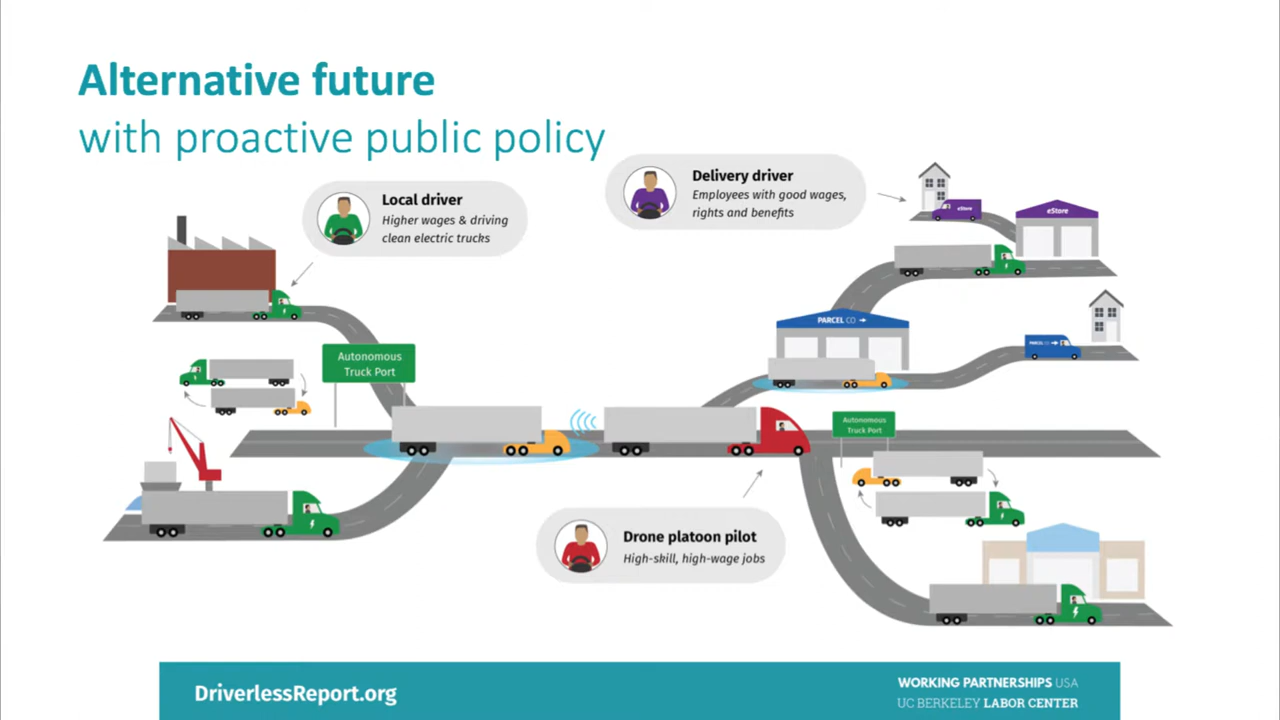 Alternative future
with proactive public policy
Local driver
Higher wages & driving
clean electric trucks
Delivery driver
Employees with good wages,
rights and benefits
eStore
eStore
PARCEL CO →
PARCEL CO →
Autonomous
Truck Port
Autonomous
Truck Port
Drone platoon pilot
High-skill, high-wage jobs
DriverlessReport.org
WORKING PARTNERSHIPS USA
UC BERKELEY LABOR CENTER